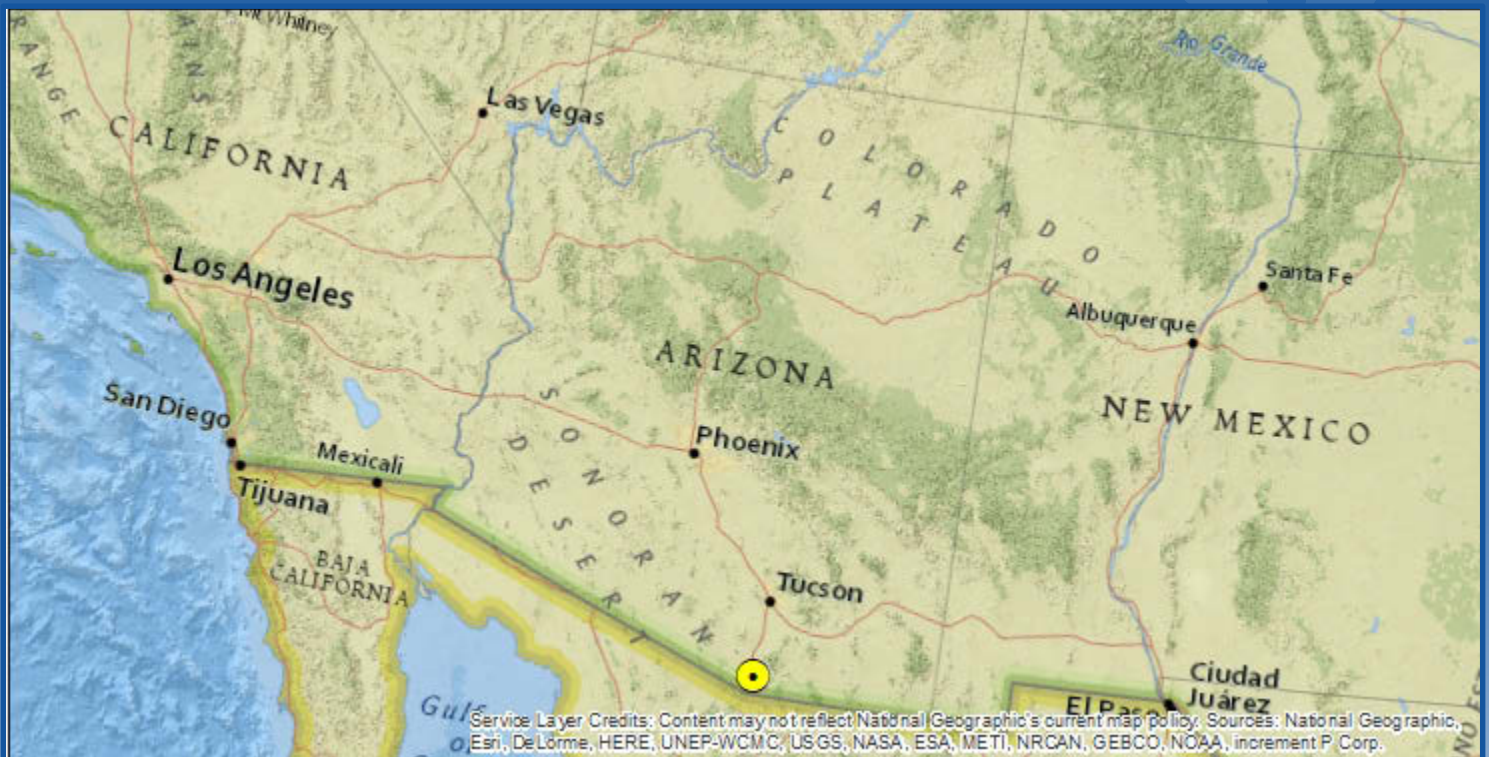 Mt Whitney
RANGE
AINS
Rio Grande
Las Vegas
CALIFORNIA
COLORADO
PLATEAU
Los Angeles
Santa Fe
Albuquerque
ARIZONA
San Diego
NEW MEXICO
SONORAN
DESERT
Phoenix
Mexicali
Tijuana
BAJA
CALIFORNIA
Tucson
Ciudad
Juárez
El Paso
Gulf
Service Layer Credits: Content may not reflect National Geographic's current map policy. Sources: National Geographic,
Esri, DeLorme, HERE, UNEP-WCMC, USGS, NASA, ESA, METI, NRCAN, GEBCO, NOAA, increment P Corp.